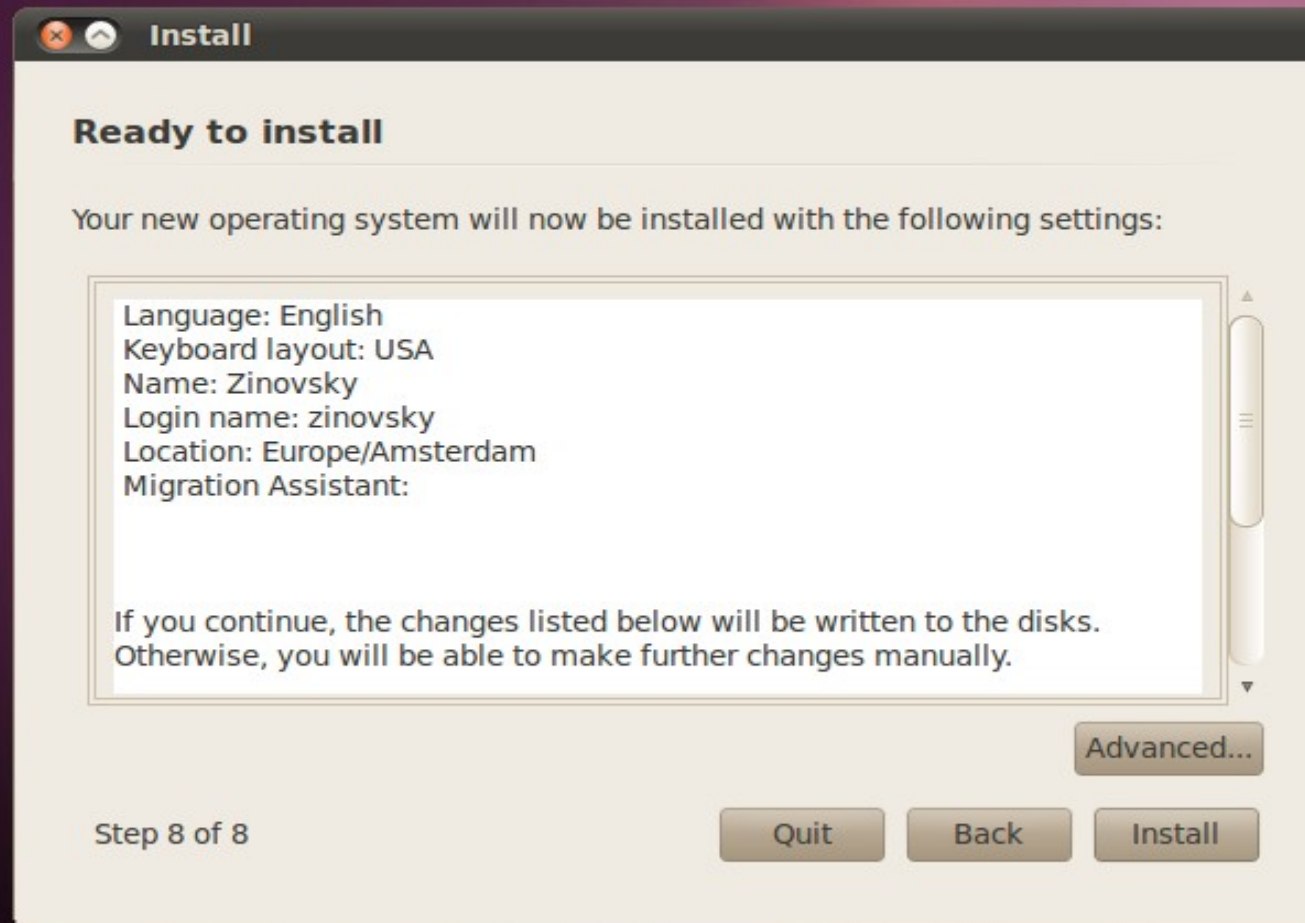 Install
Ready to install
Your new operating system will now be installed with the following settings:
Language: English
Keyboard layout: USA
Name: Zinovsky
Login name: zinovsky
Location: Europe/Amsterdam
Migration Assistant:
If you continue, the changes listed below will be written to the disks.
Otherwise, you will be able to make further changes manually.
Advanced...
Step 8 of 8
Quit
Back
Install